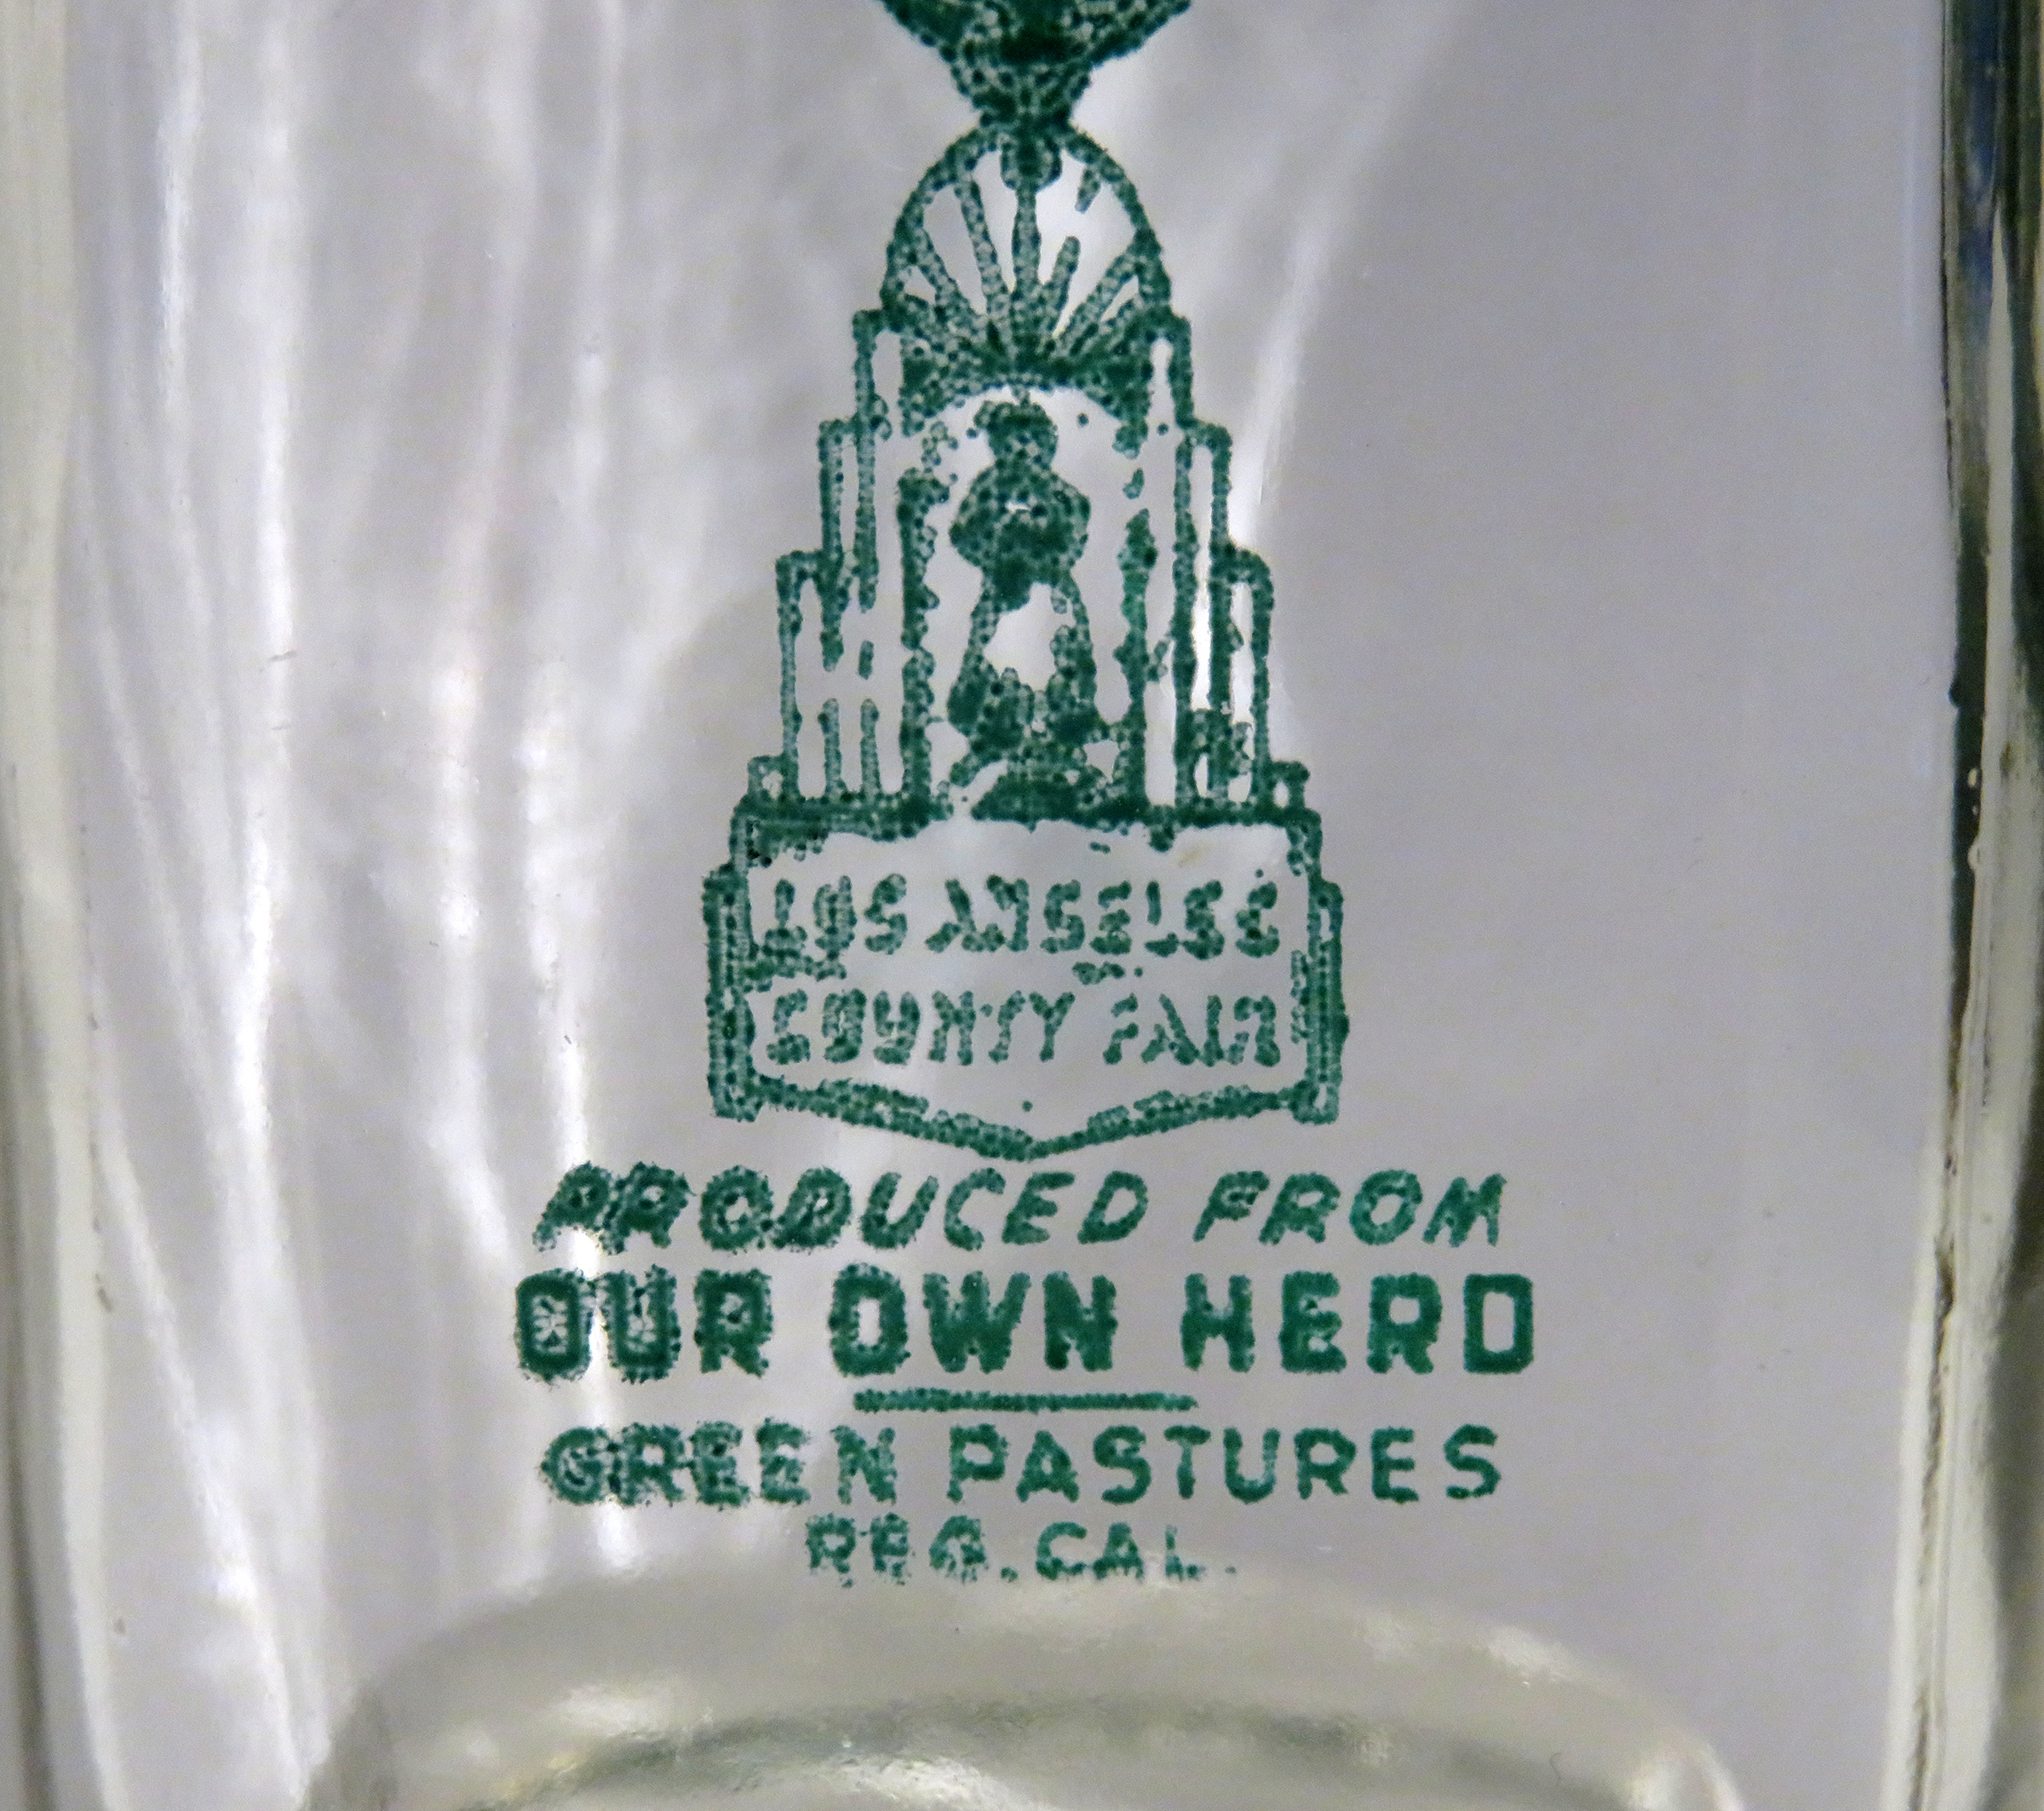 LOS ANGELES
COUNTY FAIR
PRODUCED FROM
OUR OWN HERD
GREEN PASTURES
REG. CAL.